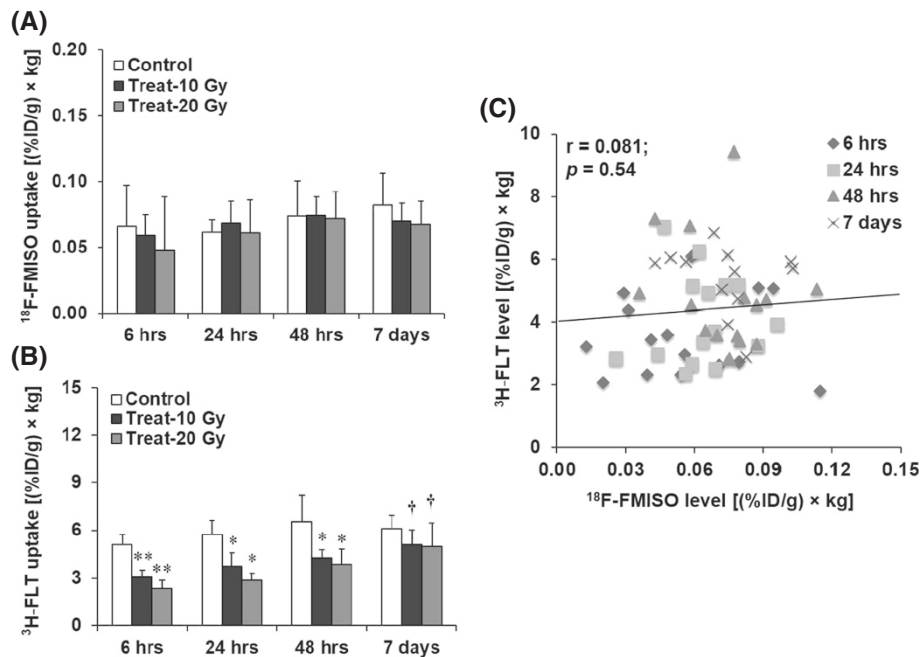 (A)
¹⁸F-FMISO uptake [(%ID/g) × kg]
0.20
0.15
0.10
0.05
0.00
Control
Treat-10 Gy
Treat-20 Gy
6 hrs 24 hrs 48 hrs 7 days
(B)
³H-FLT uptake [(%ID/g) × kg]
15
12
9
6
3
0
Control
Treat-10 Gy
Treat-20 Gy
** ** * * * * † †
6 hrs 24 hrs 48 hrs 7 days
(C)
³H-FLT level [(%ID/g) × kg]
10
8
6
4
2
0
r = 0.081;
p = 0.54
6 hrs
24 hrs
48 hrs
7 days
0.00 0.03 0.06 0.09 0.12 0.15
¹⁸F-FMISO level [(%ID/g) × kg]